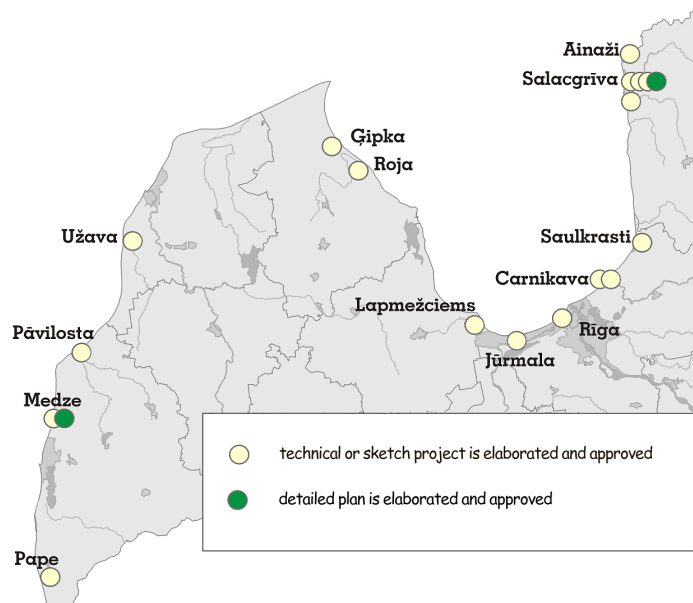 Ainaži
Salacgrīva
Ģipka
Roja
Užava
Saulkrasti
Carnikava
Lapmežciems
Rīga
Pāvilosta
Jūrmala
Medze
technical or sketch project is elaborated and approved
detailed plan is elaborated and approved
Pape